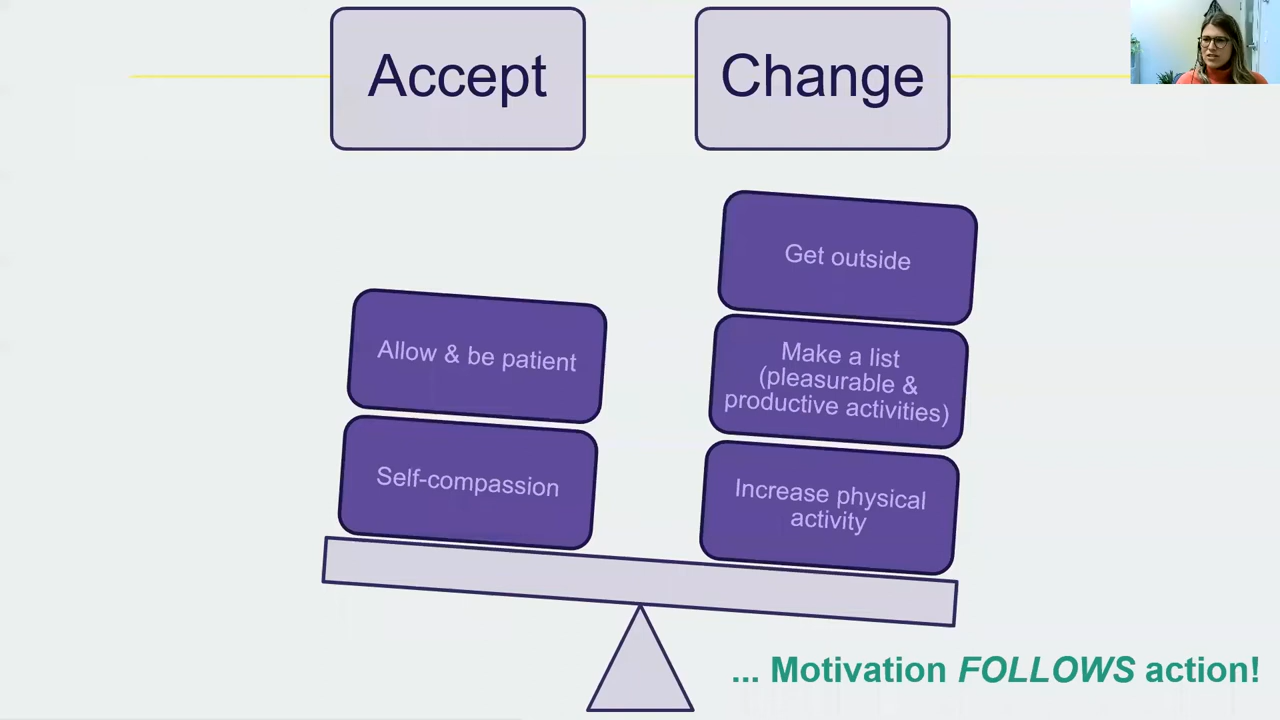 Accept
Change
Get outside
Allow & be patient
Make a list
(pleasurable &
productive activities)
Self-compassion
Increase physical
activity
... Motivation FOLLOWS action!